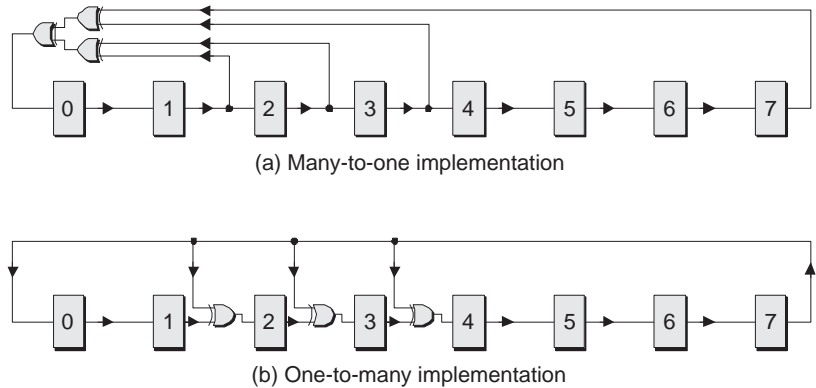 0 1 2 3 4 5 6 7
(a) Many-to-one implementation
0 1 2 3 4 5 6 7
(b) One-to-many implementation